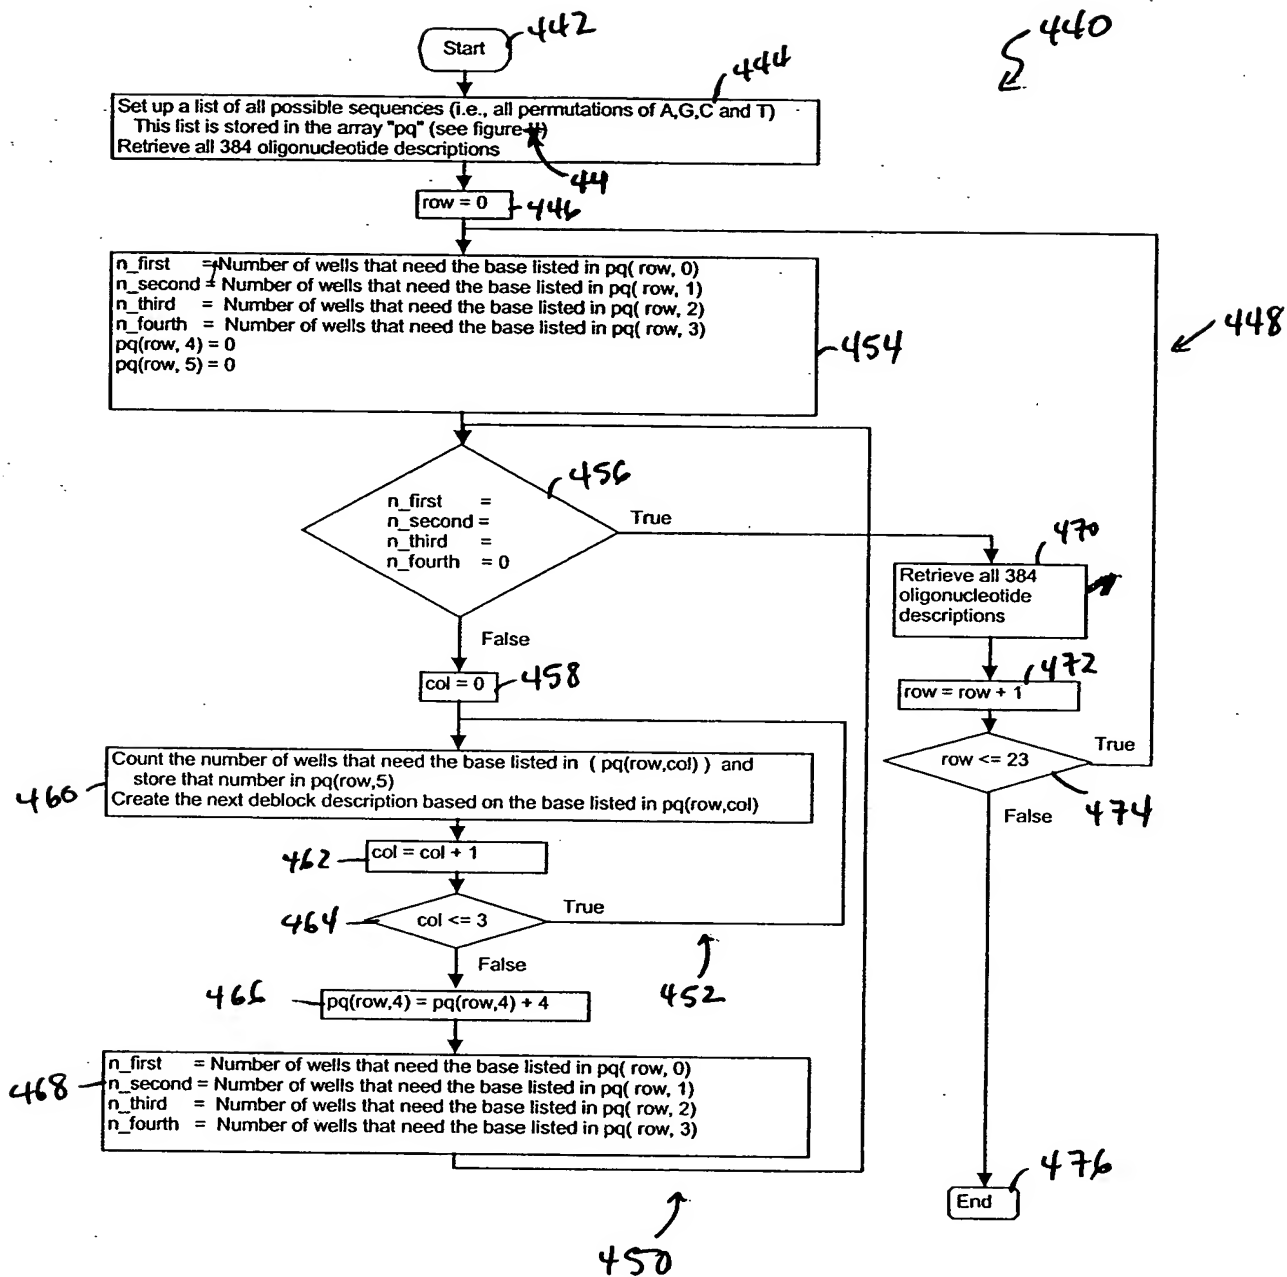 442
440
Start
444
Set up a list of all possible sequences (i.e., all permutations of A,G,C and T)
This list is stored in the array "pq" (see figure )
Retrieve all 384 oligonucleotide descriptions
44
row = 0
446
n_first = Number of wells that need the base listed in pq( row, 0)
n_second = Number of wells that need the base listed in pq( row, 1)
n_third = Number of wells that need the base listed in pq( row, 2)
n_fourth = Number of wells that need the base listed in pq( row, 3)
pq(row, 4) = 0
pq(row, 5) = 0
454
448
456
n_first =
n_second =
n_third =
n_fourth = 0
True
470
Retrieve all 384
oligonucleotide
descriptions
False
col = 0
458
472
row = row + 1
460
Count the number of wells that need the base listed in ( pq(row,col) ) and
store that number in pq(row,5)
Create the next deblock description based on the base listed in pq(row,col)
row <= 23
True
474
False
462
col = col + 1
464
col <= 3
True
452
False
466
pq(row,4) = pq(row,4) + 4
468
n_first = Number of wells that need the base listed in pq( row, 0)
n_second = Number of wells that need the base listed in pq( row, 1)
n_third = Number of wells that need the base listed in pq( row, 2)
n_fourth = Number of wells that need the base listed in pq( row, 3)
450
476
End